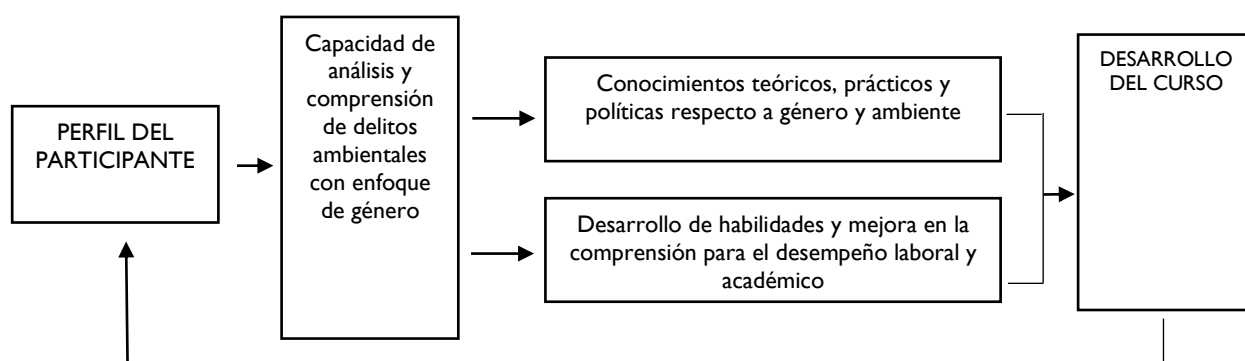 PERFIL DEL
PARTICIPANTE
Capacidad de
análisis y
comprensión
de delitos
ambientales
con enfoque
de género
Conocimientos teóricos, prácticos y
políticas respecto a género y ambiente
Desarrollo de habilidades y mejora en la
comprensión para el desempeño laboral y
académico
DESARROLLO
DEL CURSO